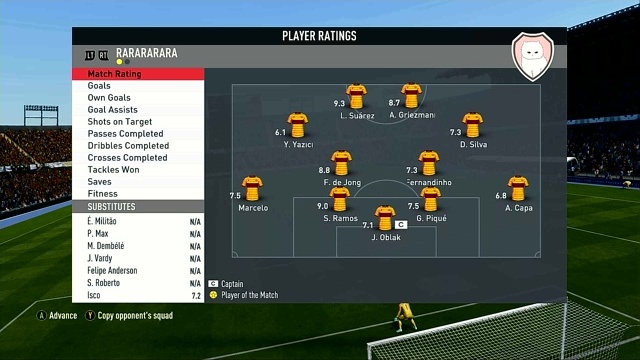 PLAYER RATINGS
LT RT RARARARARA
Match Rating
Goals
Own Goals
Goal Assists
Shots on Target
Passes Completed
Dribbles Completed
Crosses Completed
Tackles Won
Saves
Fitness
SUBSTITUTES
É. Militão N/A
P. Max N/A
M. Dembélé N/A
J. Vardy N/A
Felipe Anderson N/A
S. Roberto N/A
Isco 7.2
9.3 L. Suárez
8.7 A. Griezmann
6.1 Y. Yazıcı
7.3 D. Silva
8.8 F. de Jong
7.3 Fernandinho
7.5 Marcelo
9.0 S. Ramos
7.5 G. Piqué
6.8 A. Capa
7.1 C J. Oblak
C Captain
Player of the Match
A Advance Y Copy opponent's squad